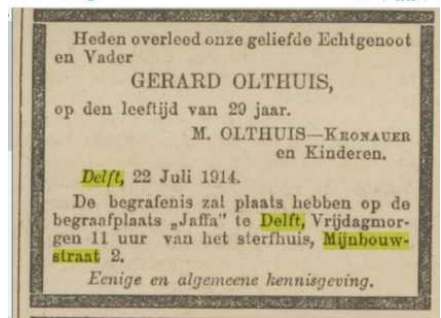 Heden overleed onze geliefde Echtgenoot
en Vader
GERARD OLTHUIS,
op den leeftijd van 29 jaar.
M. OLTHUIS—KRONAUER
en Kinderen.
Delft, 22 Juli 1914.
De begrafenis zal plaats hebben op de
begraafplaats „Jaffa” te Delft, Vrijdagmor-
gen 11 uur van het sterfhuis, Mijnbouw-
straat 2.
Eenige en algemeene kennisgeving.